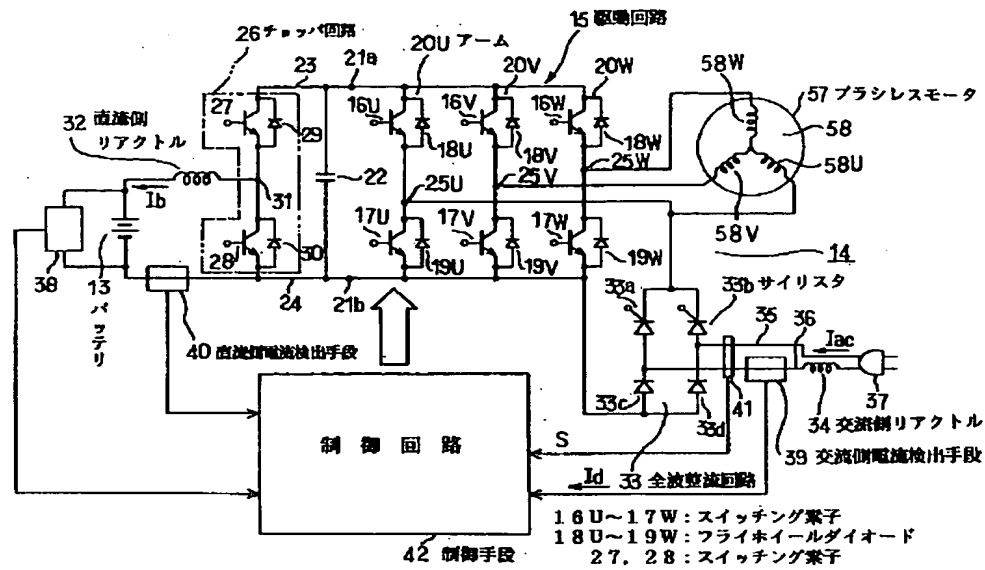 15 駆動回路
26 チョッパ回路
20U アーム
23
21a
20V
20W
58W
57 ブラシレスモータ
27
16U
16V
16W
58
32 直流側
リアクトル
29
18U
18V
18W
58U
25W
22
25U
25V
Ib
31
17U
17V
17W
58V
28
30
19U
19V
19W
14
38
13 バッテリ
24
21b
33a
33b サイリスタ
35
36
Iac
40 直流側電流検出手段
33c
33d
41
37
34 交流側リアクトル
制 御 回 路
S
39 交流側電流検出手段
Id
33 全波整流回路
16U～17W：スイッチング素子
18U～19W：フライホイールダイオード
42 制御手段
27, 28：スイッチング素子